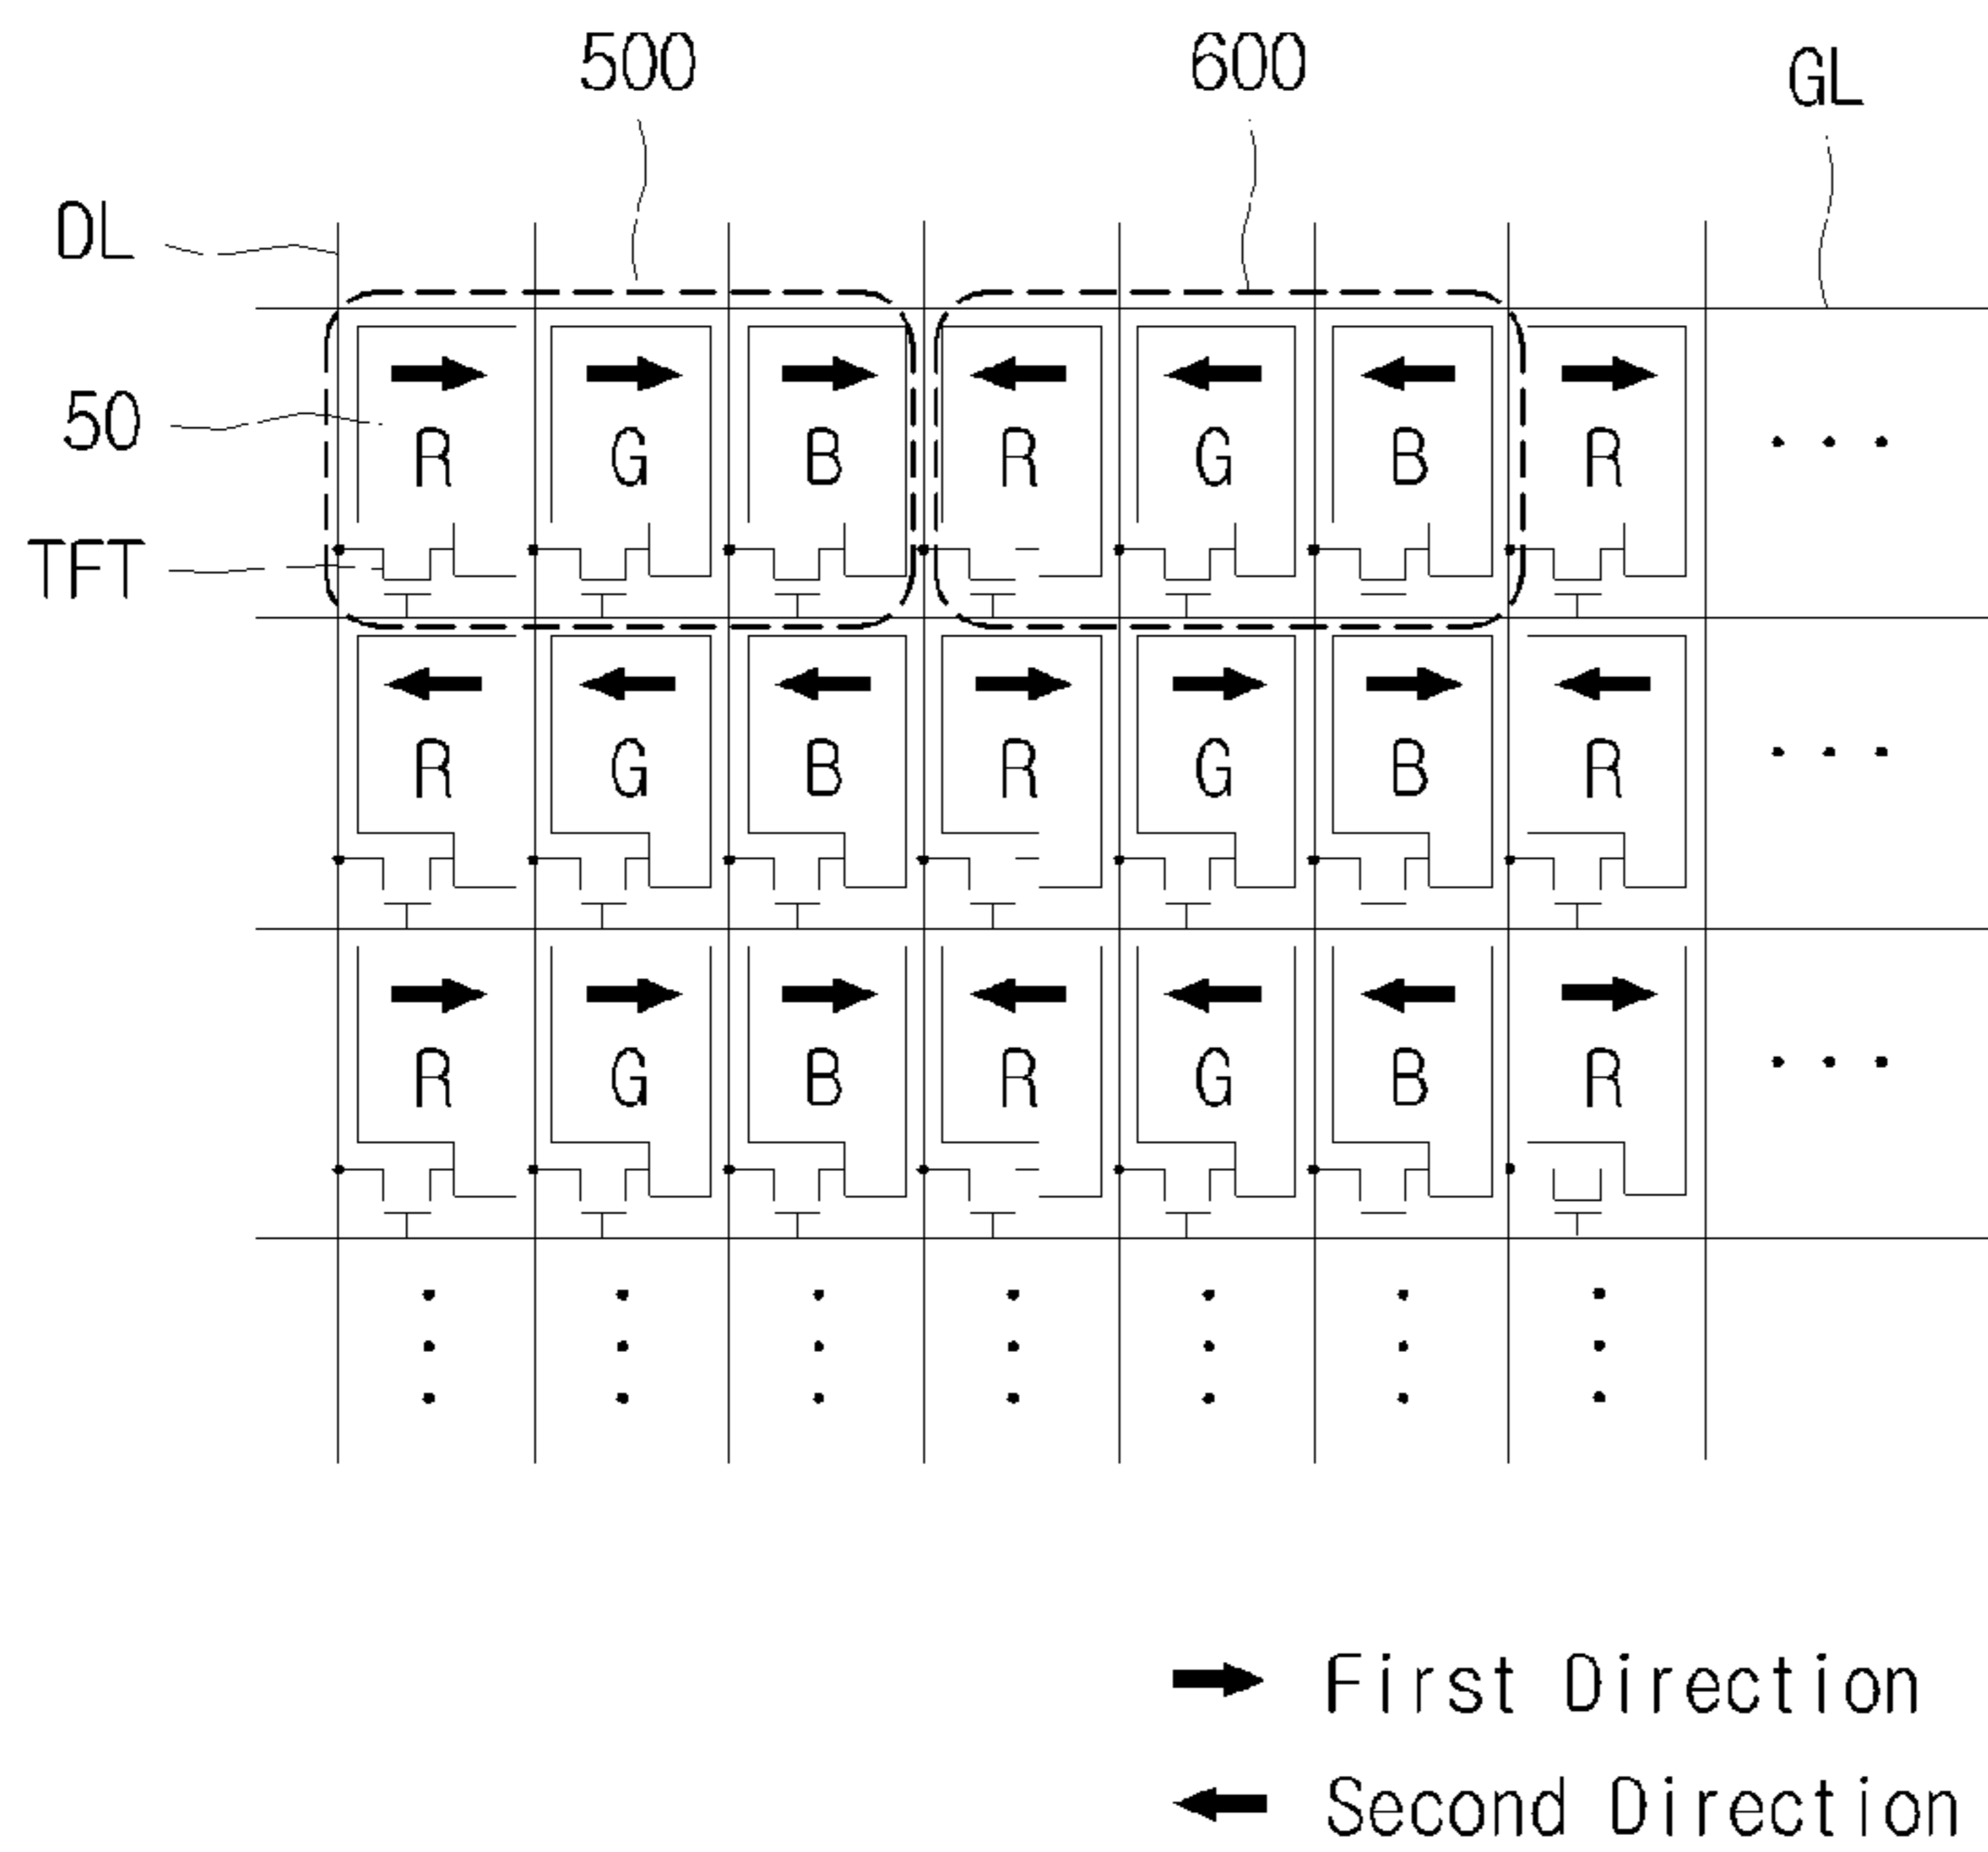 500 600 GL
DL
50
R G B R G B R
TFT
R G B R G B R
R G B R G B R
First Direction
Second Direction